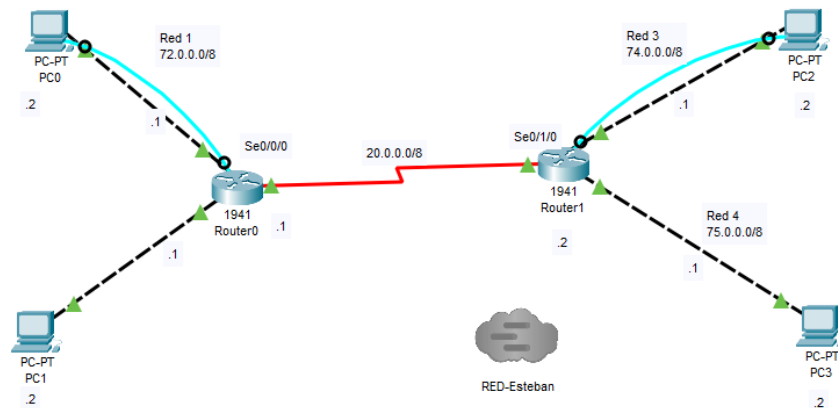 Red 1
72.0.0.0/8
PC-PT
PC0
.2
.1
Se0/0/0
1941
Router0
.1
.1
PC-PT
PC1
.2
20.0.0.0/8
Red 3
74.0.0.0/8
PC-PT
PC2
.2
.1
Se0/1/0
1941
Router1
.2
Red 4
75.0.0.0/8
.1
PC-PT
PC3
.2
RED-Esteban